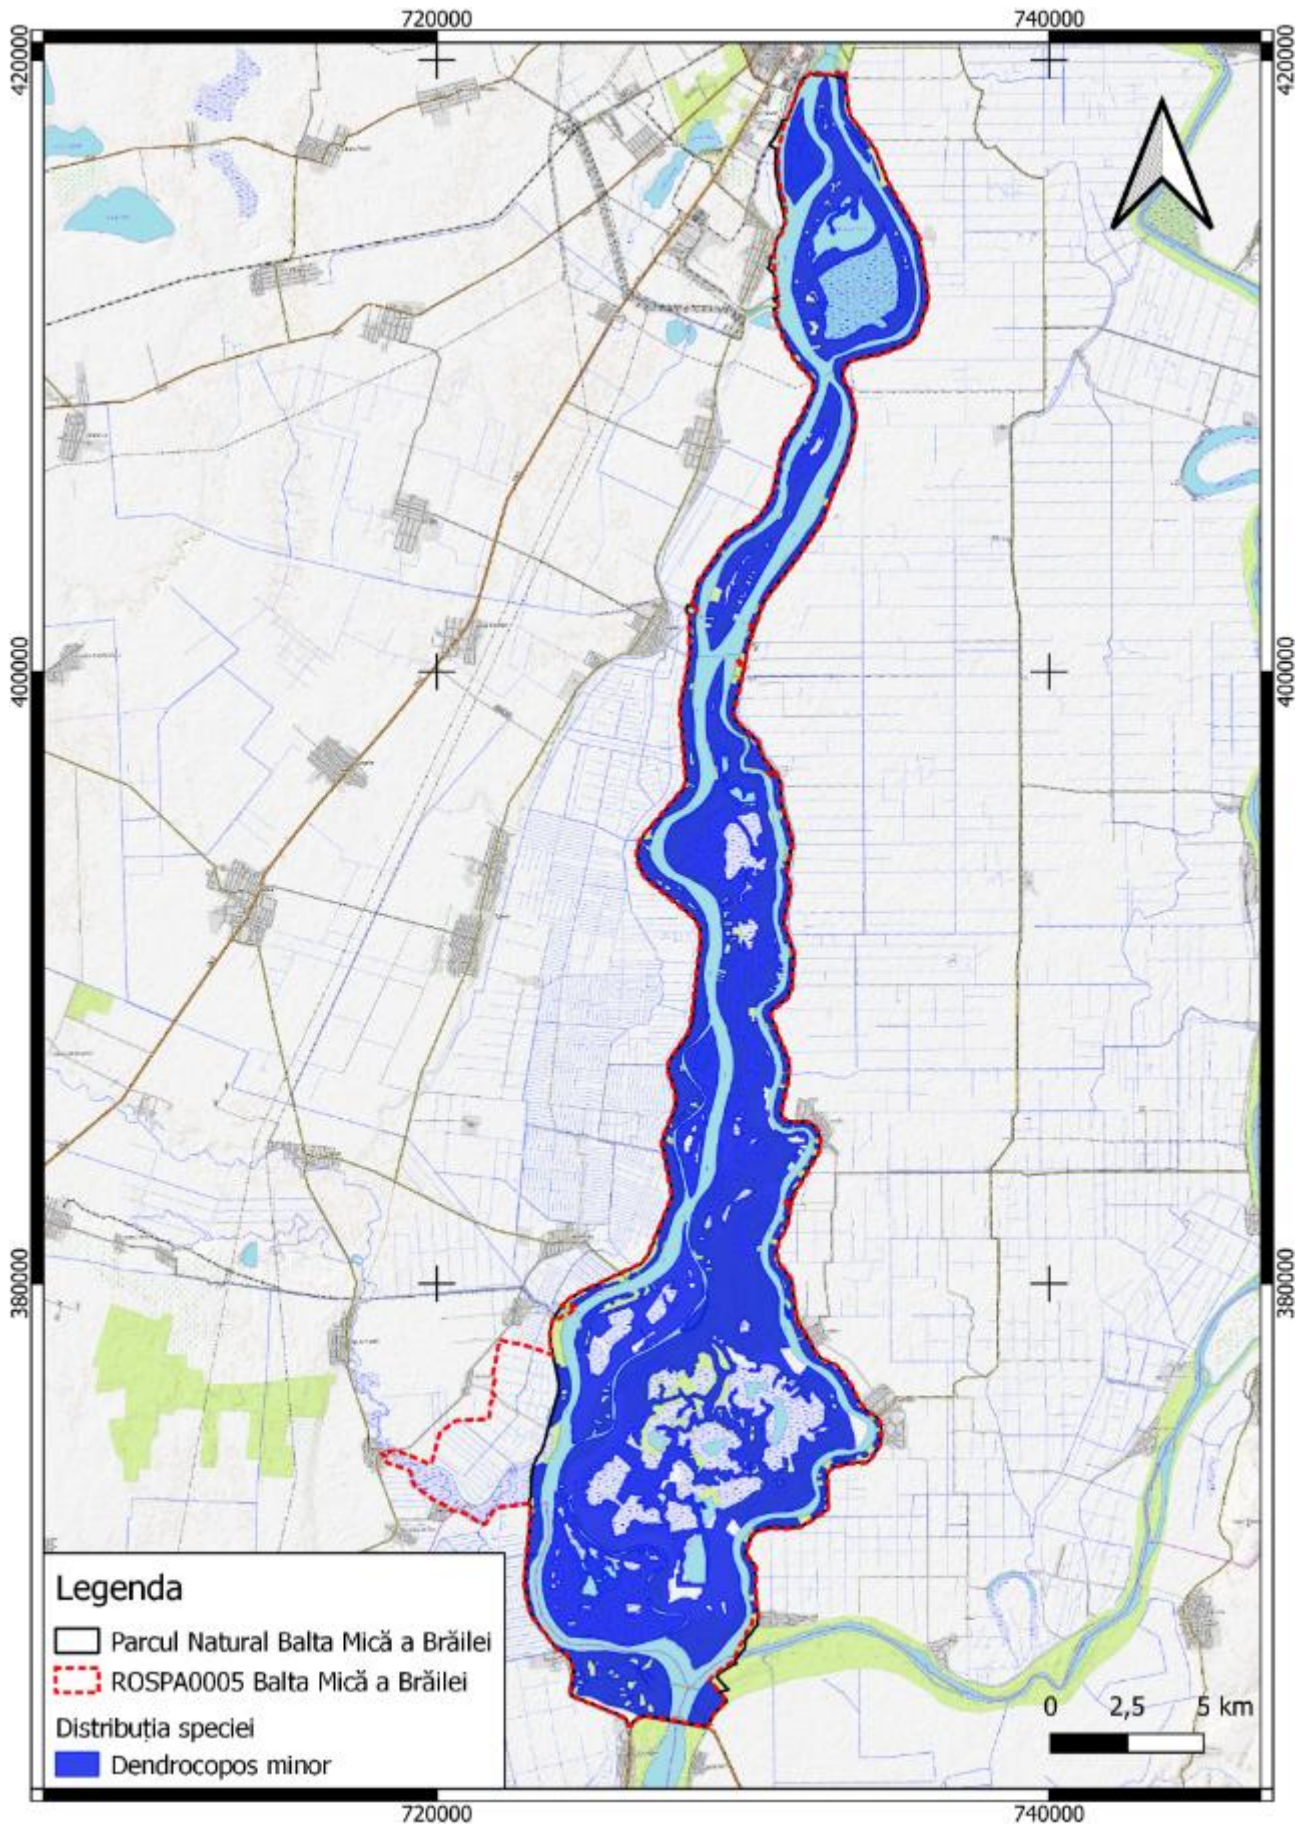 720000
740000
420000
420000
400000
400000
380000
380000
Legenda
Parcul Natural Balta Mică a Brăilei
ROSPA0005 Balta Mică a Brăilei
Distribuția speciei
Dendrocopos minor
0 2,5 5 km
720000
740000